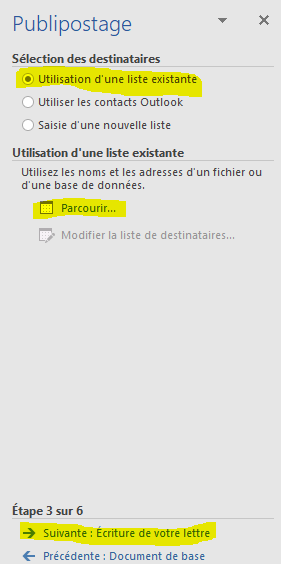 Publipostage
Sélection des destinataires
Utilisation d'une liste existante
Utiliser les contacts Outlook
Saisie d'une nouvelle liste
Utilisation d'une liste existante
Utilisez les noms et les adresses d'un fichier ou
d'une base de données.
Parcourir...
Modifier la liste de destinataires...
Étape 3 sur 6
Suivante : Écriture de votre lettre
Précédente : Document de base